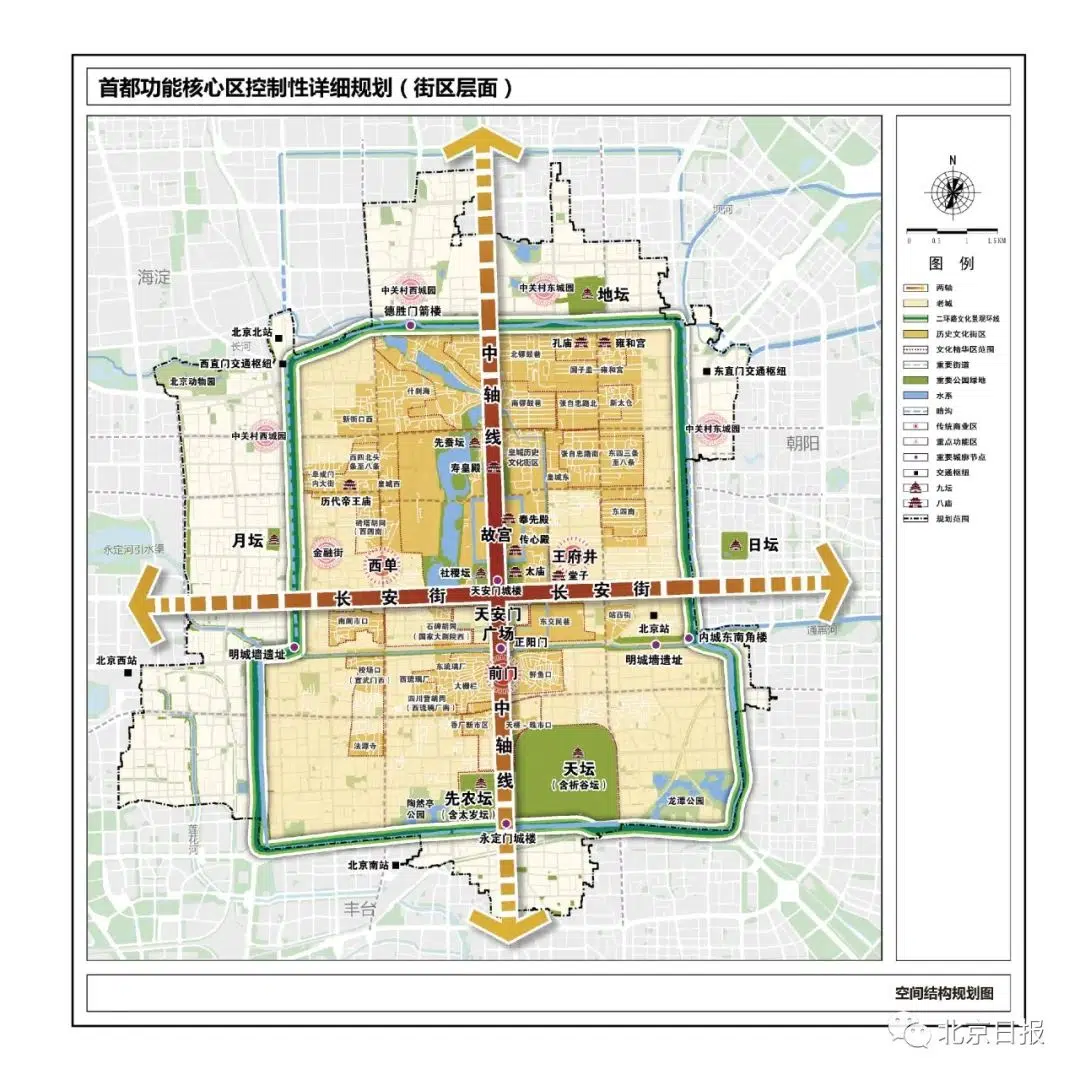 首都功能核心区控制性详细规划（街区层面）
N
0 0.5 1 1.5KM
图 例
两轴
老城
二环路文化景观环线
历史文化街区
文化精华区范围
重要街道
重要公园绿地
水系
暗沟
传统商业区
重点功能区
重要城廓节点
交通枢纽
九坛
八庙
规划范围
坝河
海淀
中关村西城园
中关村东城园
地坛
德胜门箭楼
北京北站
长河
西直门交通枢纽
北京动物园
中
轴
线
孔庙
雍和宫
北锣鼓巷
国子监—雍和宫
东直门交通枢纽
什刹海
南锣鼓巷
张自忠路北
新太仓
新街口西
中关村西城园
中关村东城园
朝阳
先蚕坛
寿皇殿
皇城历史
文化街区
张自忠路南
东四三条
至八条
西四北头
条至八条
阜成门
内大街
皇城西
皇城东
历代帝王庙
东四南
砖塔胡同
（西四南）
奉先殿
故宫
传心殿
月坛
日坛
永定河引水渠
金融街
西单
王府井
社稷坛
太庙
堂子
天安门城楼
长 安 街
长 安 街
南闹市口
石碑胡同
（国家大剧院西）
天安门
广场
东交民巷
站西街
北京站
通惠河
正阳门
内城东南角楼
明城墙遗址
明城墙遗址
北京西站
前门
校场口
（宣武门西）
西琉璃厂
东琉璃厂
大栅栏
鲜鱼口
四川营胡同
（西琉璃厂南）
香厂新市区
天桥—珠市口
法源寺
中
轴
线
天坛
（含祈谷坛）
先农坛
（含太岁坛）
陶然亭
公园
龙潭公园
永定门城楼
莲花河
北京南站
丰台
空间结构规划图
北京日报